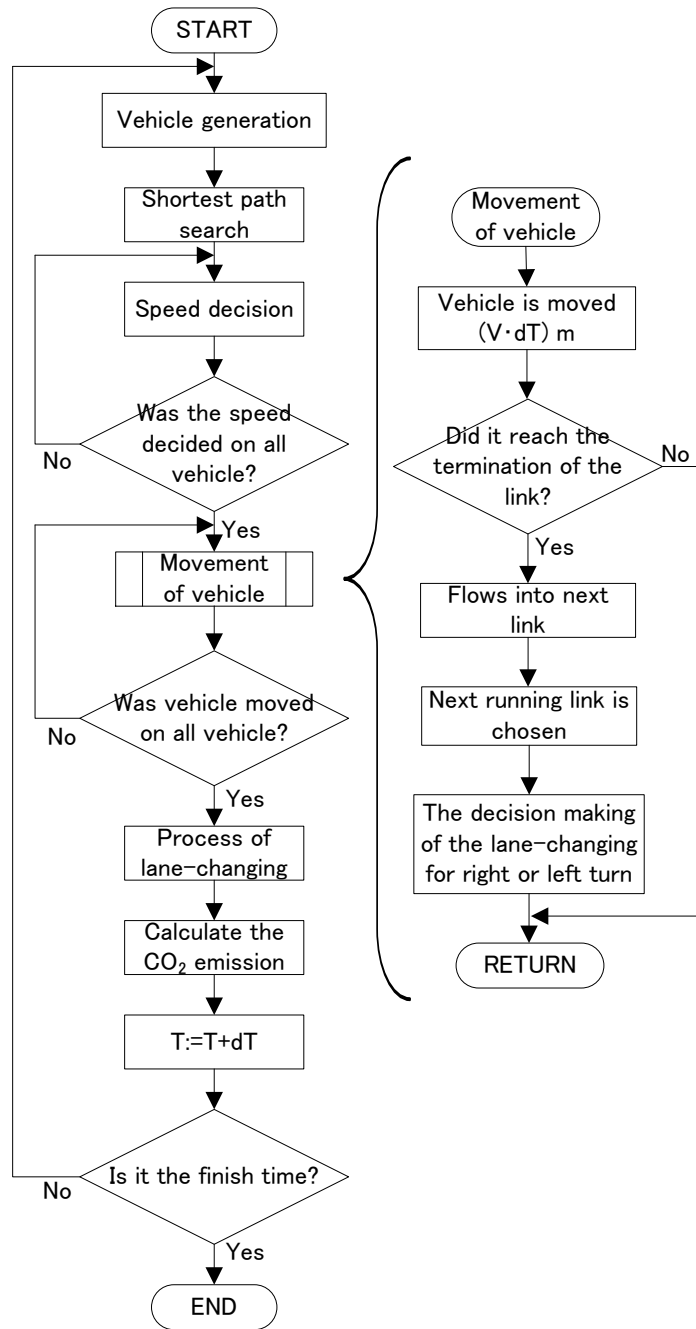 START
Vehicle generation
Shortest path
search
Speed decision
Was the speed
decided on all
vehicle?
No
Yes
Movement
of vehicle
Was vehicle moved
on all vehicle?
No
Yes
Process of
lane-changing
Calculate the
CO₂ emission
T:=T+dT
Is it the finish time?
No
Yes
END
Movement
of vehicle
Vehicle is moved
(V·dT) m
Did it reach the
termination of the
link?
No
Yes
Flows into next
link
Next running link is
chosen
The decision making
of the lane-changing
for right or left turn
RETURN